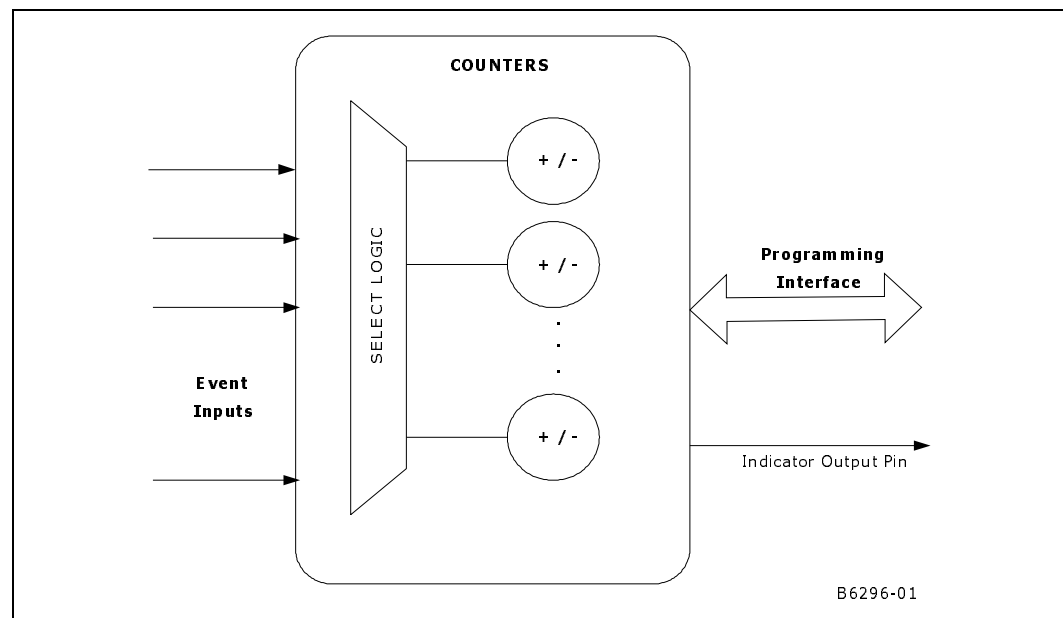 COUNTERS
+ / -
SELECT LOGIC
+ / -
Programming
Interface
Event
Inputs
+ / -
Indicator Output Pin
B6296-01